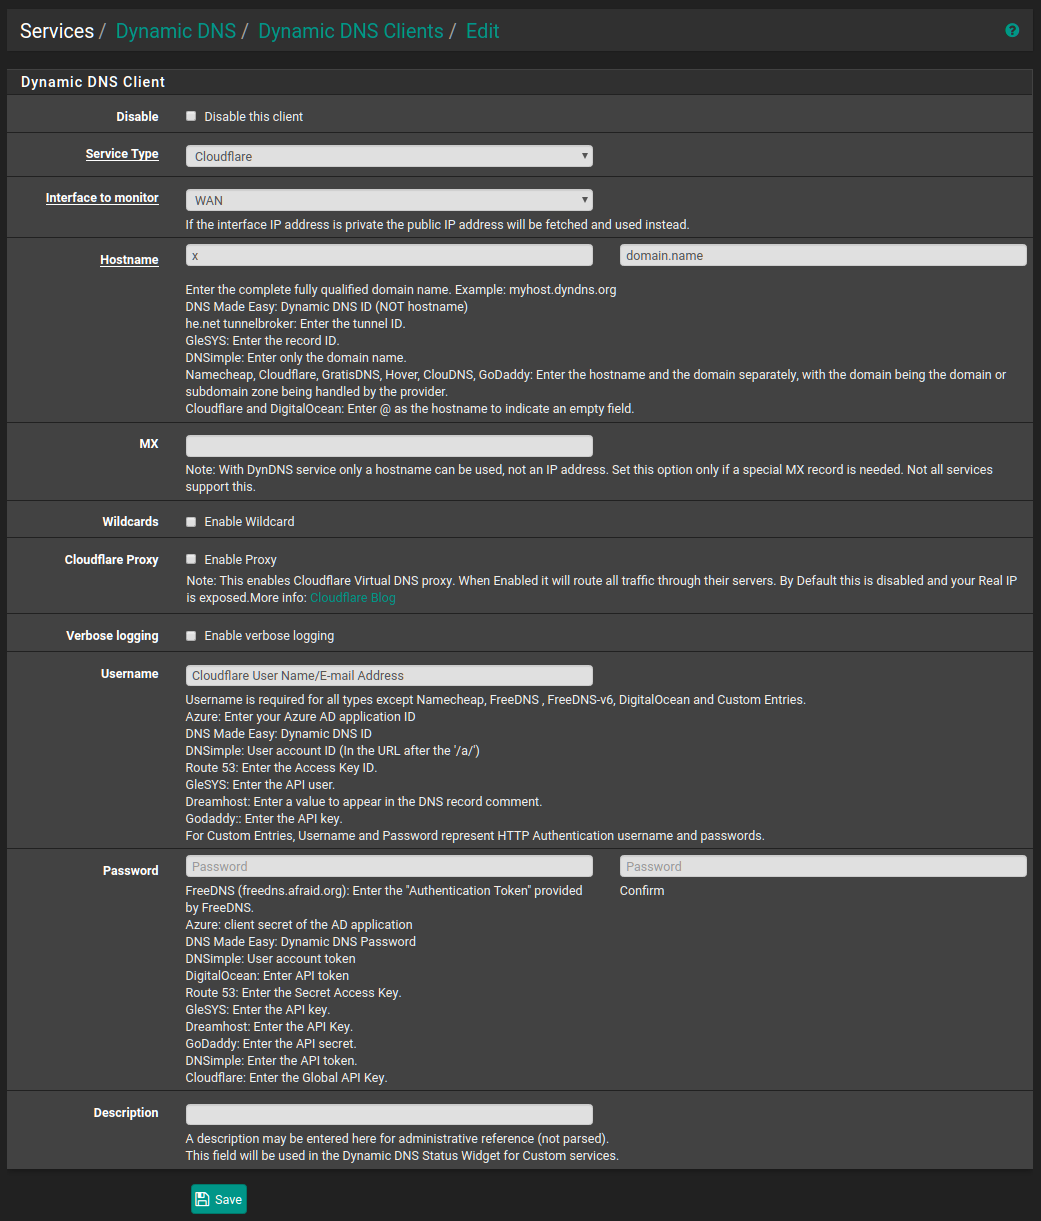 Services / Dynamic DNS / Dynamic DNS Clients / Edit
Dynamic DNS Client
Disable Disable this client
Service Type Cloudflare
Interface to monitor WAN
If the interface IP address is private the public IP address will be fetched and used instead.
Hostname x domain.name
Enter the complete fully qualified domain name. Example: myhost.dyndns.org
DNS Made Easy: Dynamic DNS ID (NOT hostname)
he.net tunnelbroker: Enter the tunnel ID.
GleSYS: Enter the record ID.
DNSimple: Enter only the domain name.
Namecheap, Cloudflare, GratisDNS, Hover, ClouDNS, GoDaddy: Enter the hostname and the domain separately, with the domain being the domain or
subdomain zone being handled by the provider.
Cloudflare and DigitalOcean: Enter @ as the hostname to indicate an empty field.
MX
Note: With DynDNS service only a hostname can be used, not an IP address. Set this option only if a special MX record is needed. Not all services
support this.
Wildcards Enable Wildcard
Cloudflare Proxy Enable Proxy
Note: This enables Cloudflare Virtual DNS proxy. When Enabled it will route all traffic through their servers. By Default this is disabled and your Real IP
is exposed.More info: Cloudflare Blog
Verbose logging Enable verbose logging
Username Cloudflare User Name/E-mail Address
Username is required for all types except Namecheap, FreeDNS , FreeDNS-v6, DigitalOcean and Custom Entries.
Azure: Enter your Azure AD application ID
DNS Made Easy: Dynamic DNS ID
DNSimple: User account ID (In the URL after the '/a/')
Route 53: Enter the Access Key ID.
GleSYS: Enter the API user.
Dreamhost: Enter a value to appear in the DNS record comment.
Godaddy:: Enter the API key.
For Custom Entries, Username and Password represent HTTP Authentication username and passwords.
Password Password Password
FreeDNS (freedns.afraid.org): Enter the "Authentication Token" provided Confirm
by FreeDNS.
Azure: client secret of the AD application
DNS Made Easy: Dynamic DNS Password
DNSimple: User account token
DigitalOcean: Enter API token
Route 53: Enter the Secret Access Key.
GleSYS: Enter the API key.
Dreamhost: Enter the API Key.
GoDaddy: Enter the API secret.
DNSimple: Enter the API token.
Cloudflare: Enter the Global API Key.
Description
A description may be entered here for administrative reference (not parsed).
This field will be used in the Dynamic DNS Status Widget for Custom services.
Save